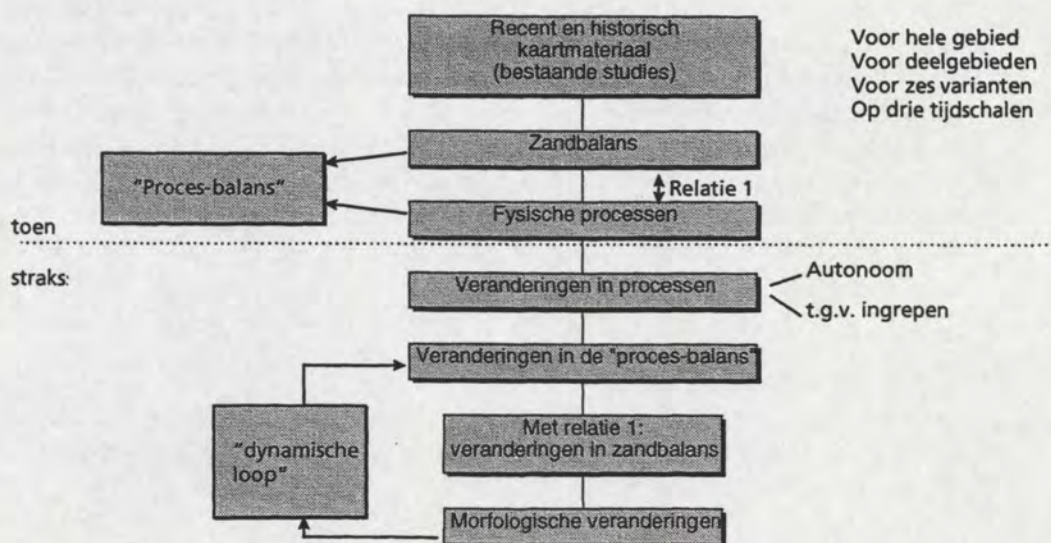 Recent en historisch
kaartmateriaal
(bestaande studies)
Voor hele gebied
Voor deelgebieden
Voor zes varianten
Op drie tijdschalen
Zandbalans
"Proces-balans"
Relatie 1
Fysische processen
toen
straks:
Veranderingen in processen
Autonoom
t.g.v. ingrepen
Veranderingen in de "proces-balans"
"dynamische
loop"
Met relatie 1:
veranderingen in zandbalans
Morfologische veranderingen